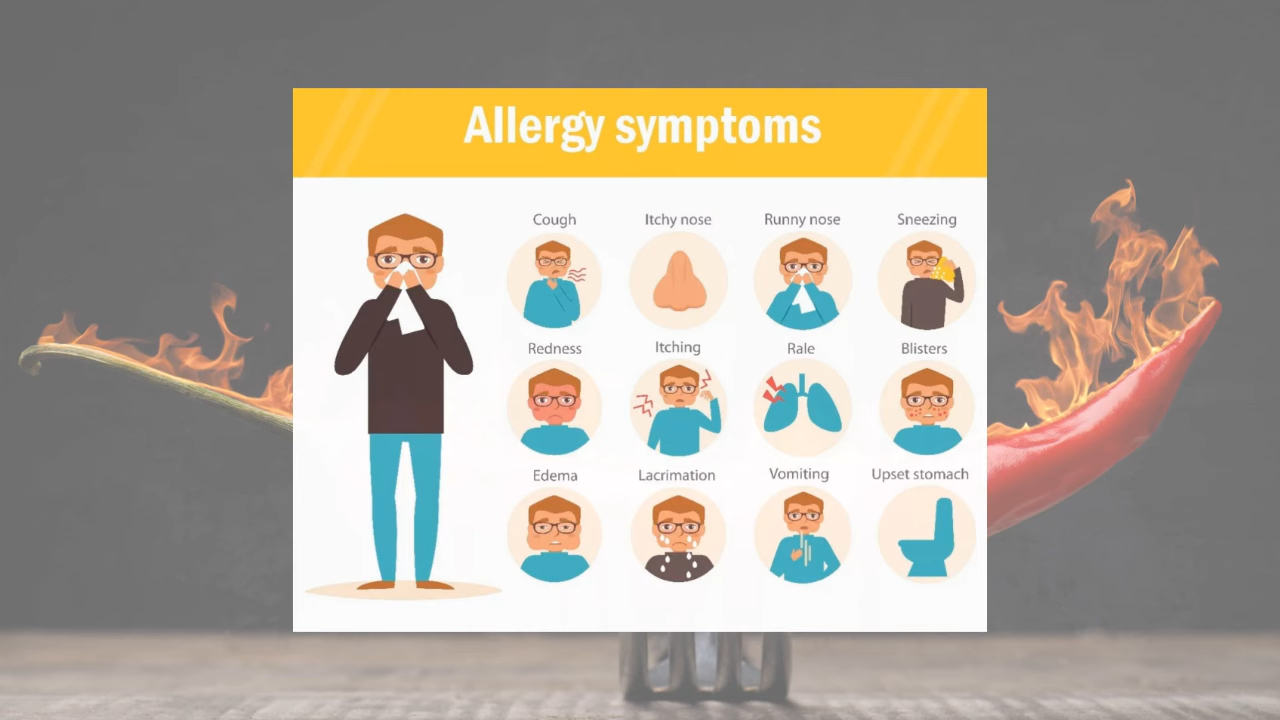 Allergy symptoms
Cough
Itchy nose
Runny nose
Sneezing
Redness
Itching
Rale
Blisters
Edema
Lacrimation
Vomiting
Upset stomach